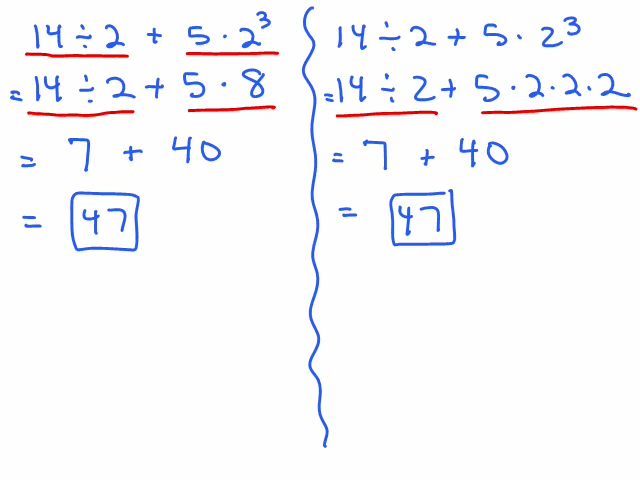 14 ÷ 2 + 5 · 2³
= 14 ÷ 2 + 5 · 8
= 7 + 40
= 47
14 ÷ 2 + 5 · 2³
= 14 ÷ 2 + 5 · 2 · 2 · 2
= 7 + 40
= 47